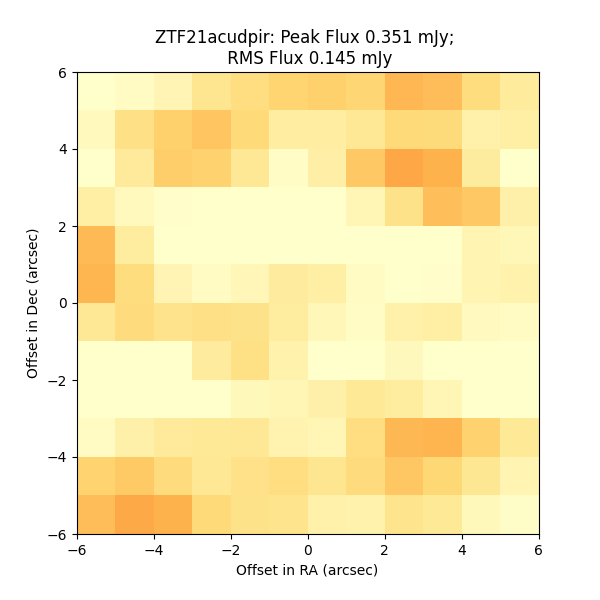 ZTF21acudpir: Peak Flux 0.351 mJy;
RMS Flux 0.145 mJy
6
4
2
0
−2
−4
−6
Offset in Dec (arcsec)
−6 −4 −2 0 2 4 6
Offset in RA (arcsec)